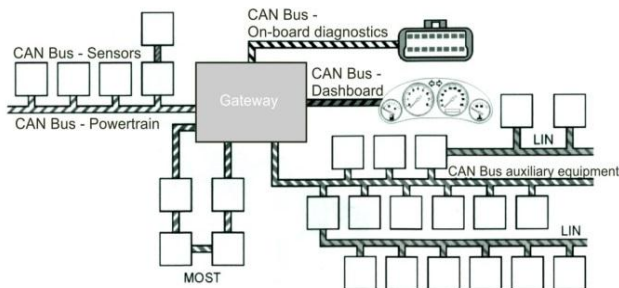 CAN Bus -
On-board diagnostics
CAN Bus - Sensors
CAN Bus -
Dashboard
Gateway
CAN Bus - Powertrain
LIN
CAN Bus auxiliary equipment
LIN
MOST